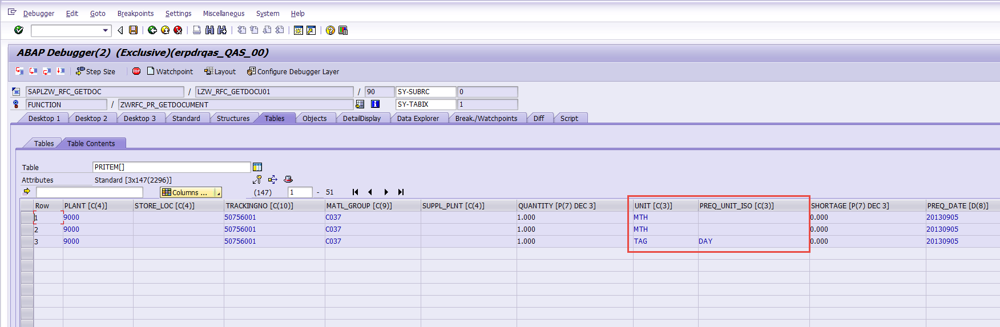 Debugger Edit Goto Breakpoints Settings Miscellaneous System Help
ABAP Debugger(2) (Exclusive)(erpdrqas_QAS_00)
Step Size STOP Watchpoint Layout Configure Debugger Layer
SAPLZW_RFC_GETDOC / LZW_RFC_GETDOCU01 / 90 SY-SUBRC 0
FUNCTION / ZWRFC_PR_GETDOCUMENT SY-TABIX 1
Desktop 1 Desktop 2 Desktop 3 Standard Structures Tables Objects DetailDisplay Data Explorer Break./Watchpoints Diff Script
Tables Table Contents
Table PRITEM[]
Attributes Standard [3x147(2296)]
Columns ... (147) 1 - 51
Row PLANT [C(4)] STORE_LOC [C(4)] TRACKINGNO [C(10)] MATL_GROUP [C(9)] SUPPL_PLNT [C(4)] QUANTITY [P(7) DEC 3] UNIT [C(3)] PREQ_UNIT_ISO [C(3)] SHORTAGE [P(7) DEC 3] PREQ_DATE [D(8)]
1 9000 50756001 C037 1.000 MTH 0.000 20130905
2 9000 50756001 C037 1.000 MTH 0.000 20130905
3 9000 50756001 C037 1.000 TAG DAY 0.000 20130905